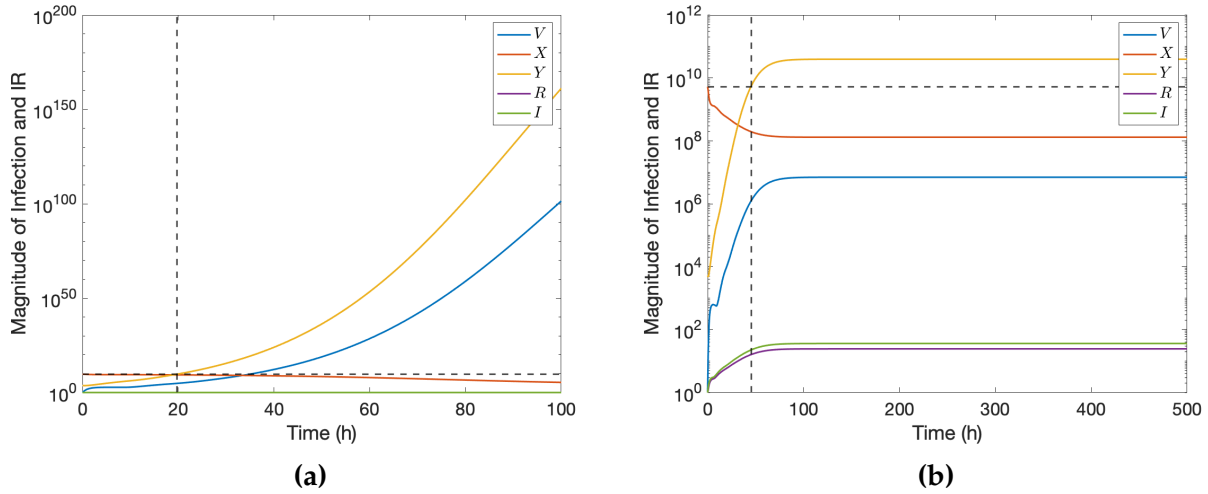 Magnitude of Infection and IR
10^200
10^150
10^100
10^50
10^0
0 20 40 60 80 100
Time (h)
V
X
Y
R
I
(a)
Magnitude of Infection and IR
10^12
10^10
10^8
10^6
10^4
10^2
10^0
0 100 200 300 400 500
Time (h)
V
X
Y
R
I
(b)